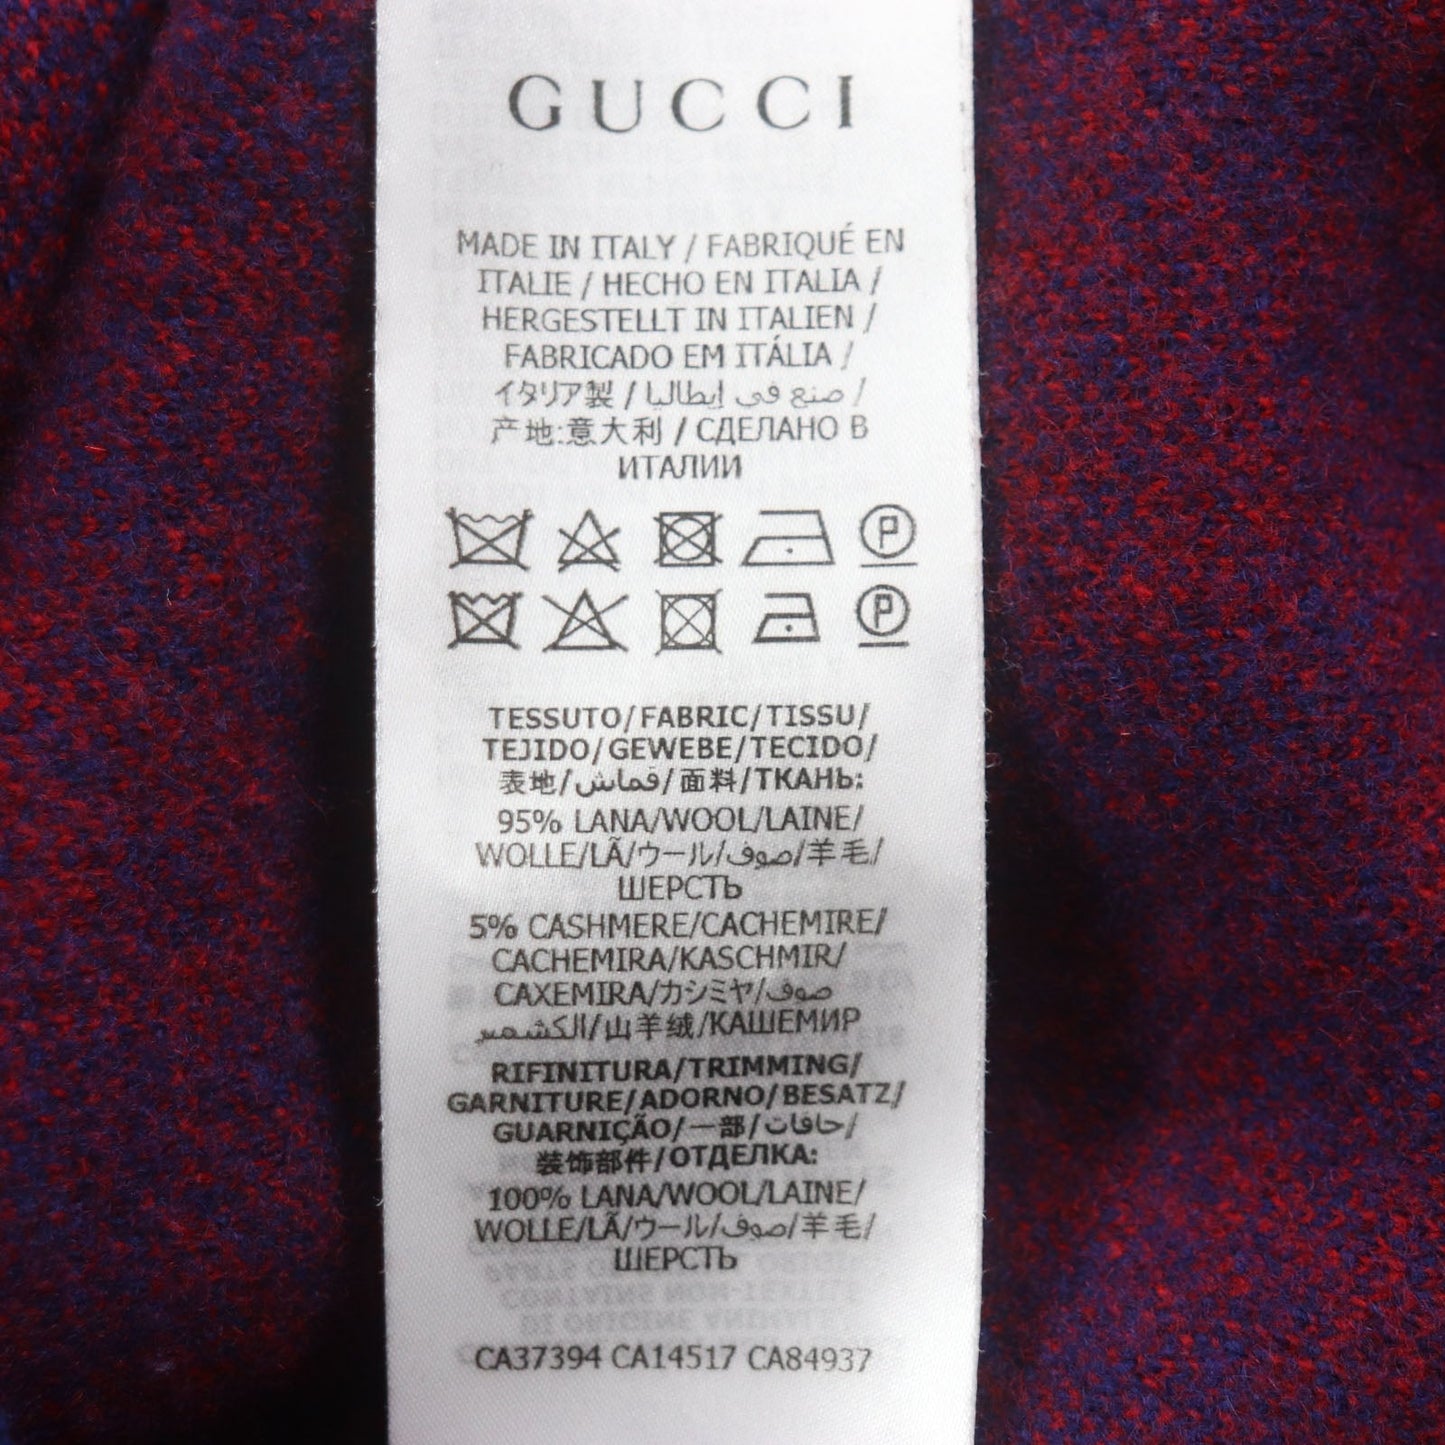 GUCCI
MADE IN ITALY / FABRIQUÉ EN
ITALIE / HECHO EN ITALIA /
HERGESTELLT IN ITALIEN /
FABRICADO EM ITÁLIA /
イタリア製 / صنع في إيطاليا /
产地:意大利 / СДЕЛАНО В
ИТАЛИИ
P
P
TESSUTO/FABRIC/TISSU/
TEJIDO/GEWEBE/TECIDO/
表地/قماش/面料/ТКАНЬ:
95% LANA/WOOL/LAINE/
WOLLE/LÃ/ウール/صوف/羊毛/
ШЕРСТЬ
5% CASHMERE/CACHEMIRE/
CACHEMIRA/KASCHMIR/
CAXEMIRA/カシミヤ/صوف
الكشمير/山羊绒/КАШЕМИР
RIFINITURA/TRIMMING/
GARNITURE/ADORNO/BESATZ/
GUARNIÇÃO/一部/حافات/
装饰部件/ОТДЕЛКА:
100% LANA/WOOL/LAINE/
WOLLE/LÃ/ウール/صوف/羊毛/
ШЕРСТЬ
CA37394 CA14517 CA84937